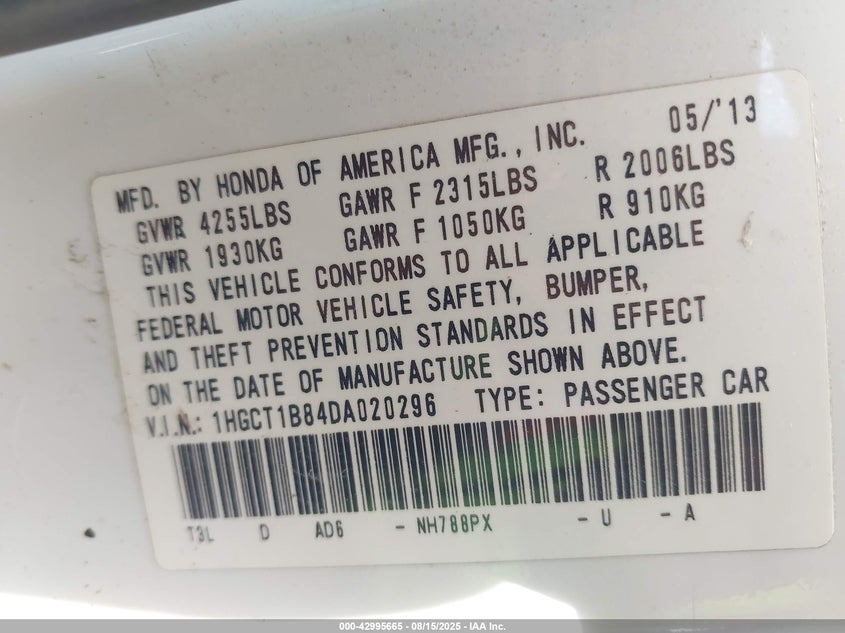 MFD. BY HONDA OF AMERICA MFG., INC. 05/'13
GVWR 4255LBS GAWR F 2315LBS R 2006LBS
GVWR 1930KG GAWR F 1050KG R 910KG
THIS VEHICLE CONFORMS TO ALL APPLICABLE
FEDERAL MOTOR VEHICLE SAFETY, BUMPER,
AND THEFT PREVENTION STANDARDS IN EFFECT
ON THE DATE OF MANUFACTURE SHOWN ABOVE.
V.I.N.: 1HGCT1B84DA020296 TYPE: PASSENGER CAR
T3L D AD6 - NH788PX - U - A
000-42995665 - 08/15/2025 - IAA Inc.